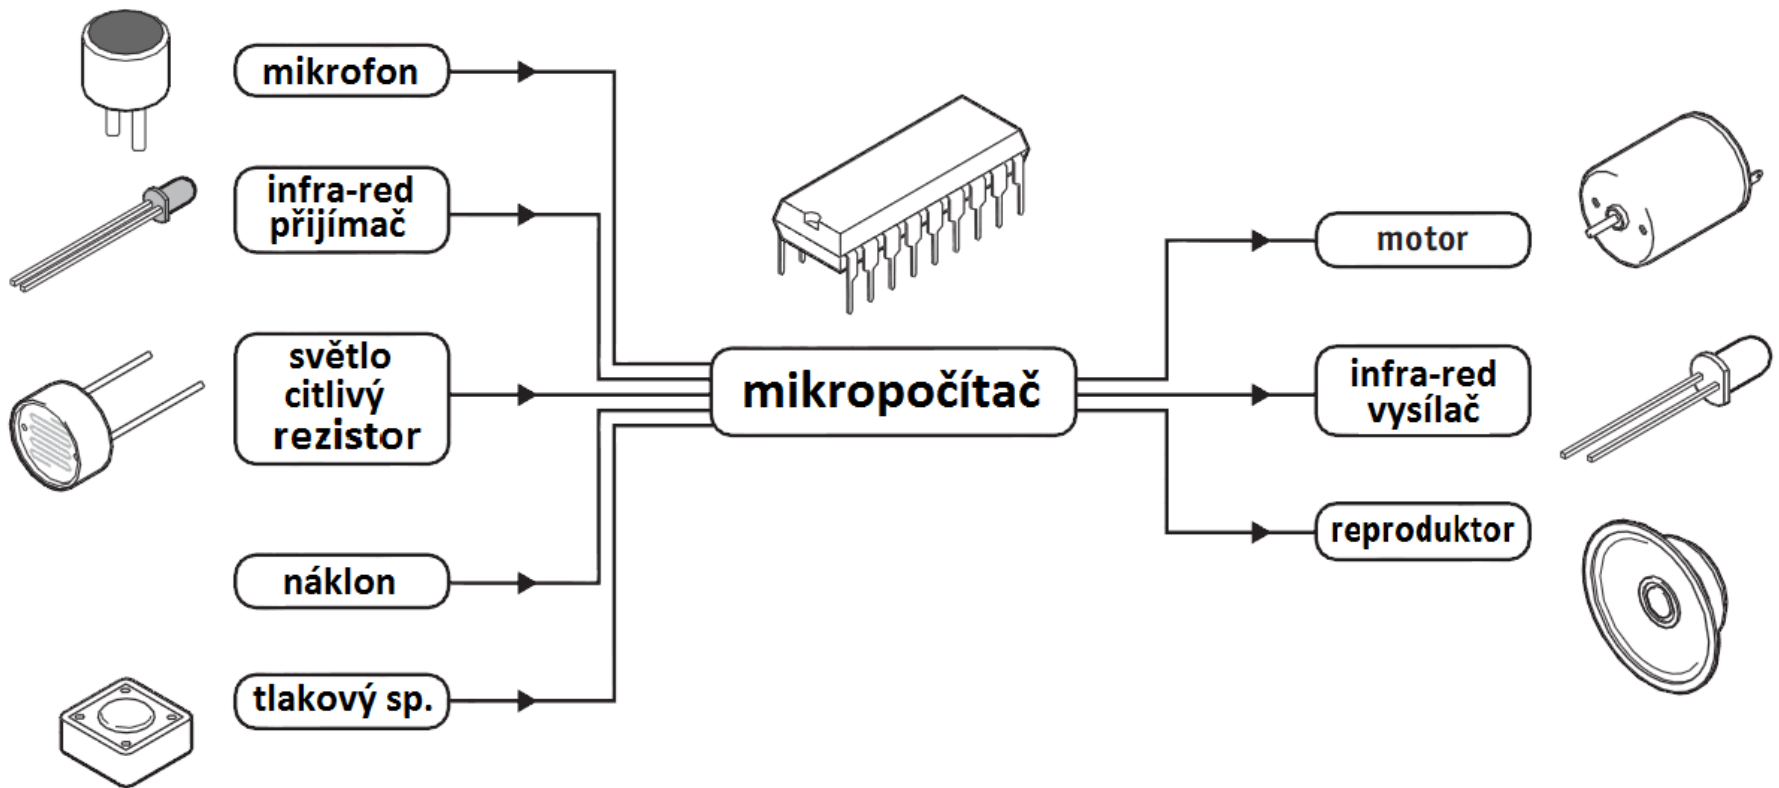 mikrofon
infra-red
přijímač
světlo
citlivý
rezistor
náklon
tlakový sp.
mikropočítač
motor
infra-red
vysílač
reproduktor